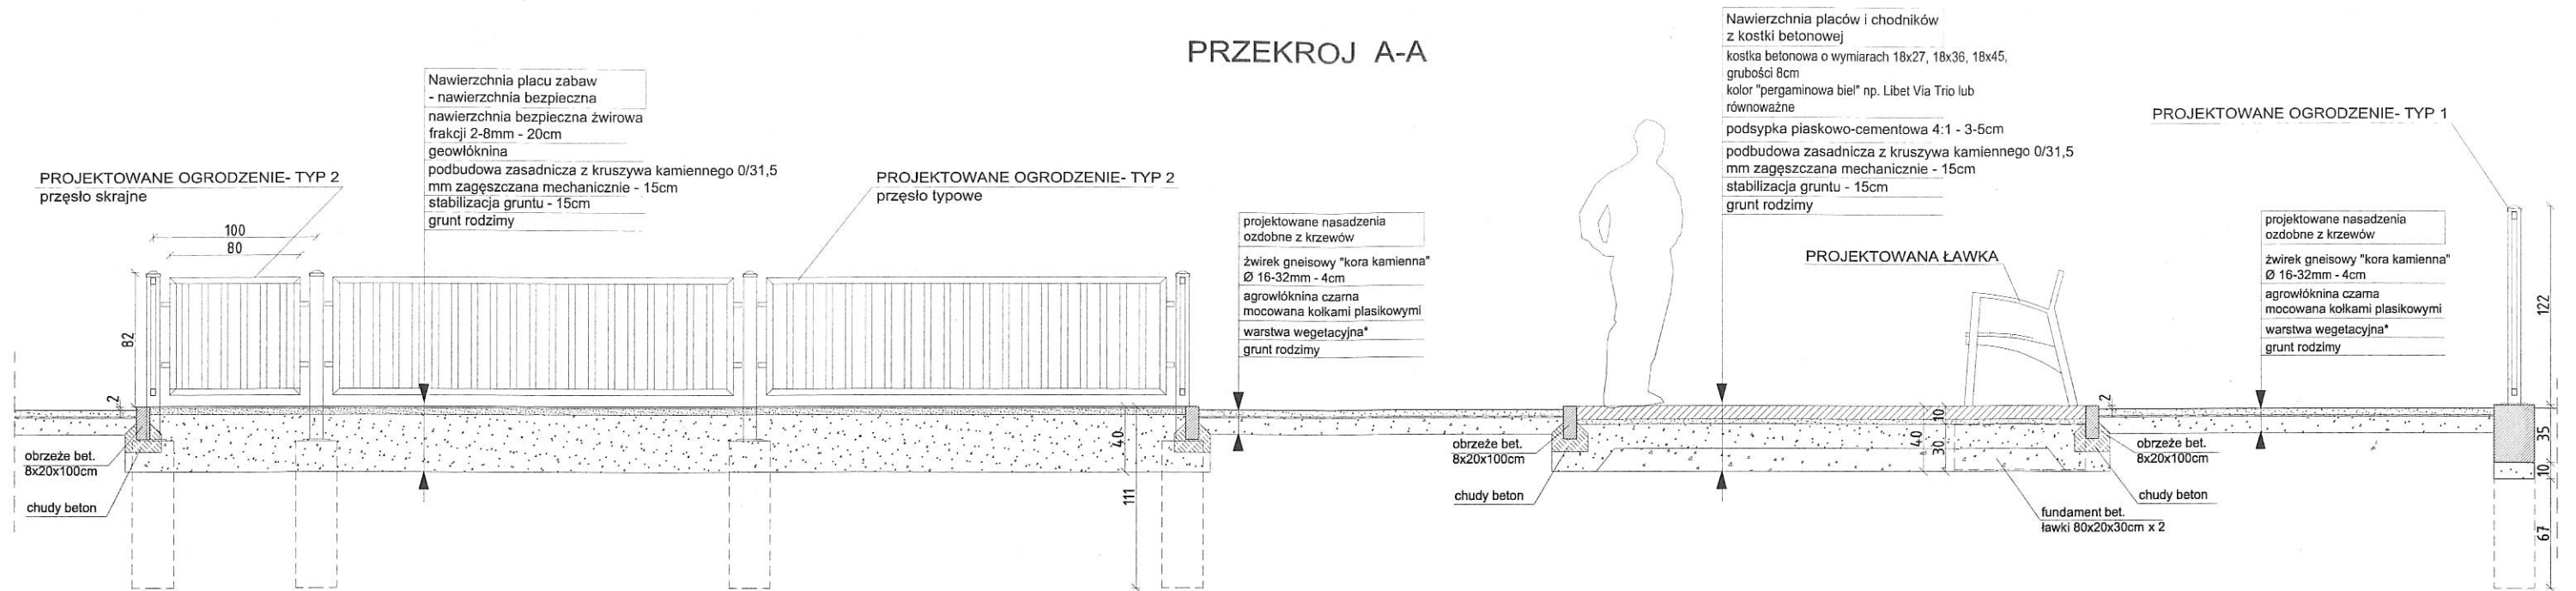 PRZEKROJ A-A
PROJEKTOWANE OGRODZENIE- TYP 2
przęsło skrajne
100
80
82
2
obrzeże bet.
8x20x100cm
chudy beton
Nawierzchnia placu zabaw
- nawierzchnia bezpieczna
nawierzchnia bezpieczna żwirowa
frakcji 2-8mm - 20cm
geowłóknina
podbudowa zasadnicza z kruszywa kamiennego 0/31,5
mm zagęszczana mechanicznie - 15cm
stabilizacja gruntu - 15cm
grunt rodzimy
PROJEKTOWANE OGRODZENIE- TYP 2
przęsło typowe
40
111
projektowane nasadzenia
ozdobne z krzewów
żwirek gneisowy "kora kamienna"
Ø 16-32mm - 4cm
agrowłóknina czarna
mocowana kołkami plasikowymi
warstwa wegetacyjna*
grunt rodzimy
obrzeże bet.
8x20x100cm
chudy beton
Nawierzchnia placów i chodników
z kostki betonowej
kostka betonowa o wymiarach 18x27, 18x36, 18x45,
grubości 8cm
kolor "pergaminowa biel" np. Libet Via Trio lub
równoważne
podsypka piaskowo-cementowa 4:1 - 3-5cm
podbudowa zasadnicza z kruszywa kamiennego 0/31,5
mm zagęszczana mechanicznie - 15cm
stabilizacja gruntu - 15cm
grunt rodzimy
PROJEKTOWANA ŁAWKA
40
10
30
2
obrzeże bet.
8x20x100cm
chudy beton
fundament bet.
ławki 80x20x30cm x 2
PROJEKTOWANE OGRODZENIE- TYP 1
projektowane nasadzenia
ozdobne z krzewów
żwirek gneisowy "kora kamienna"
Ø 16-32mm - 4cm
agrowłóknina czarna
mocowana kołkami plasikowymi
warstwa wegetacyjna*
grunt rodzimy
122
35
10
67